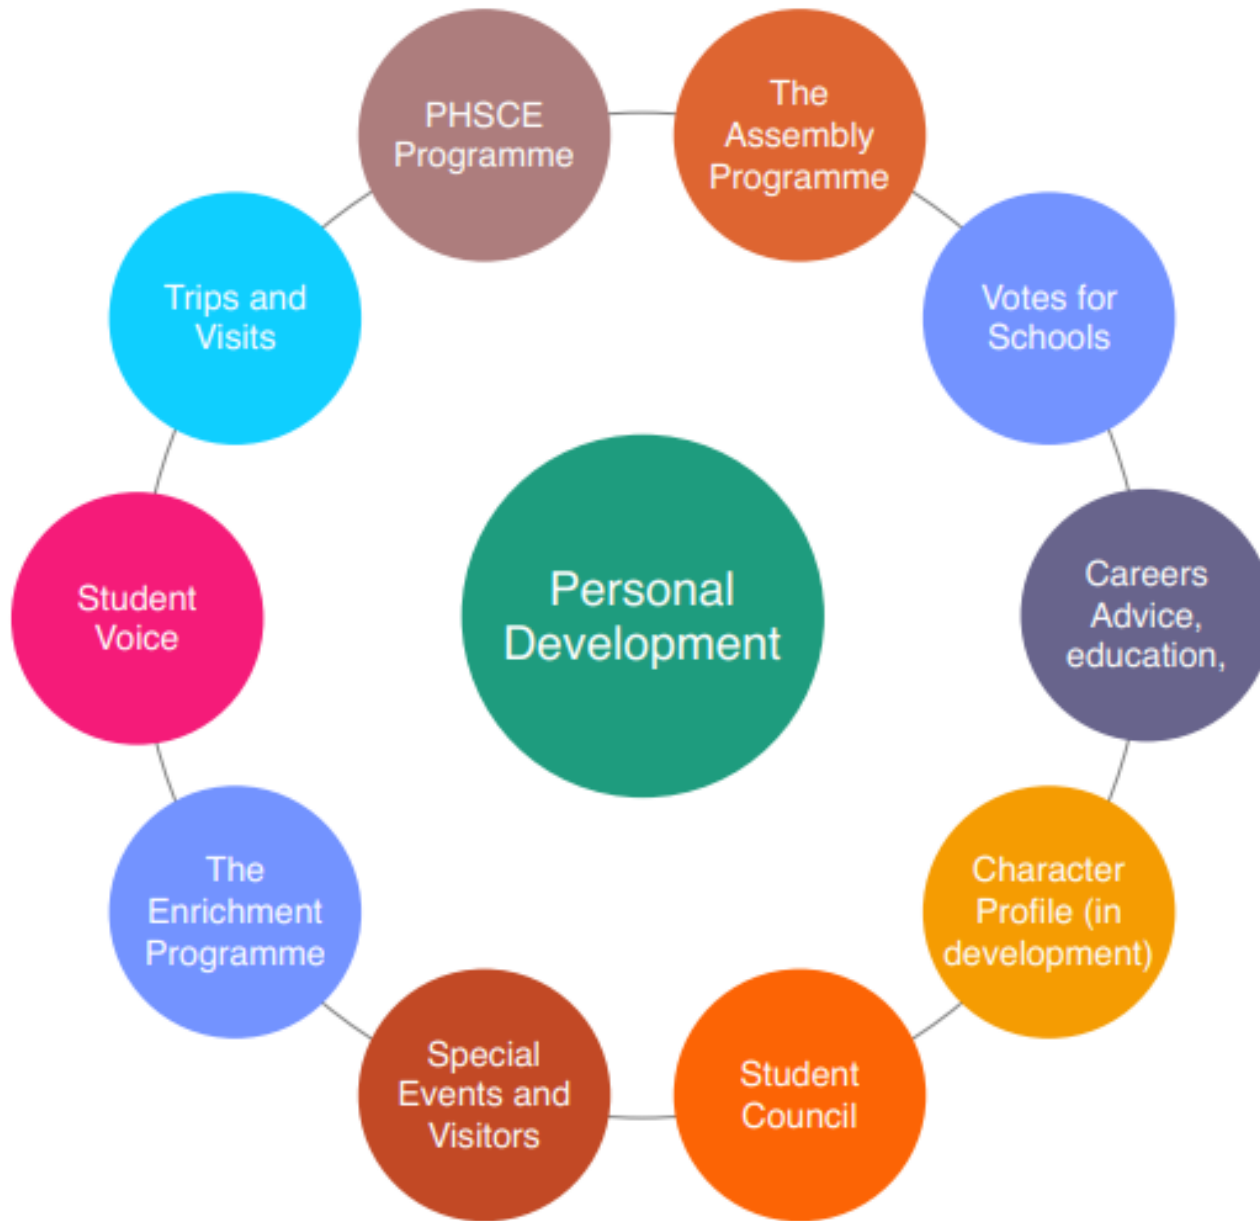 PHSCE
Programme
The
Assembly
Programme
Votes for
Schools
Careers
Advice,
education,
Character
Profile (in
development)
Student
Council
Special
Events and
Visitors
The
Enrichment
Programme
Student
Voice
Trips and
Visits
Personal
Development